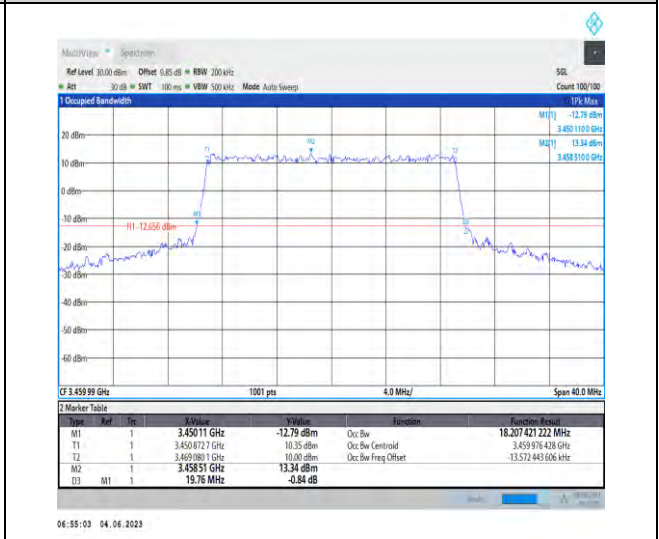 MultiView Spectrum
Ref Level 30.00 dBm Offset 9.85 dB RBW 200 kHz SGL
Att 30 dB SWT 100 ms VBW 500 kHz Mode Auto Sweep Count 100/100
1 Occupied Bandwidth 1Pk Max
M1[1] -12.79 dBm
3.450 110 0 GHz
20 dBm M2[1] 13.34 dBm
3.458 510 0 GHz
T1 M2 T2
10 dBm
0 dBm
-10 dBm
M1
H1 -12.656 dBm
-20 dBm
-30 dBm
-40 dBm
-50 dBm
-60 dBm
CF 3.459 99 GHz 1001 pts 4.0 MHz/ Span 40.0 MHz
2 Marker Table
Type Ref Trc X-Value Y-Value Function Function Result
M1 1 3.450 11 GHz -12.79 dBm Occ Bw 18.207 421 222 MHz
T1 1 3.450 872 7 GHz 10.35 dBm Occ Bw Centroid 3.459 976 428 GHz
T2 1 3.469 080 1 GHz 10.00 dBm Occ Bw Freq Offset -13.572 443 606 kHz
M2 1 3.458 51 GHz 13.34 dBm
D3 M1 1 19.76 MHz -0.84 dB
06:55:03 04.06.2023